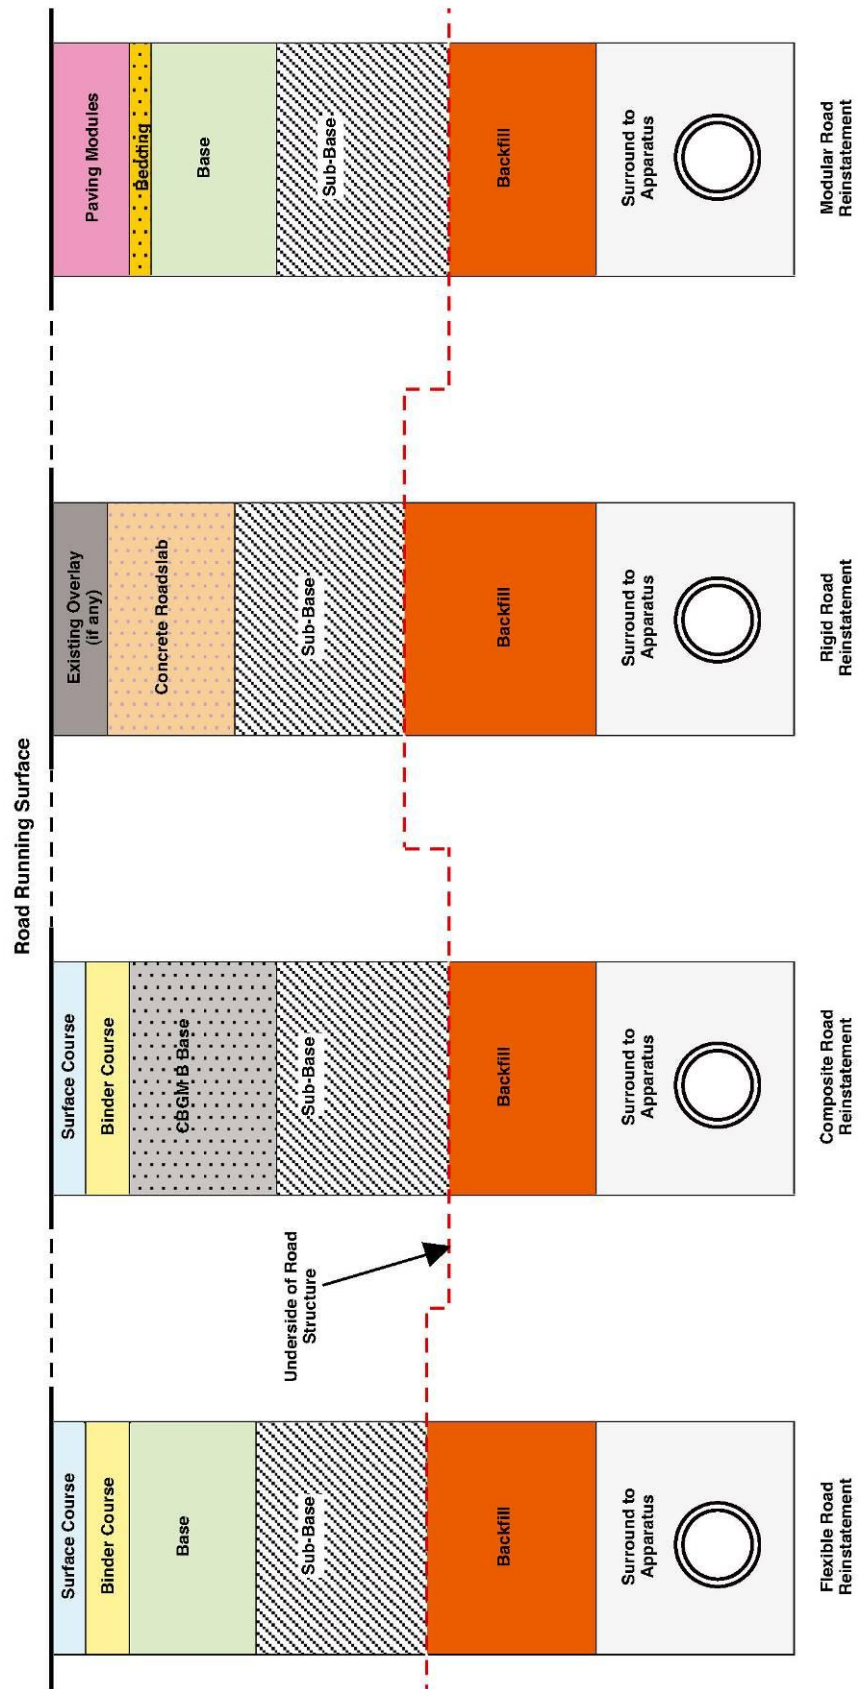 Road Running Surface
Surface Course
Binder Course
Base
Sub-Base
Backfill
Surround to
Apparatus
Flexible Road
Reinstatement
Underside of Road
Structure
Surface Course
Binder Course
CBGM B Base
Sub-Base
Backfill
Surround to
Apparatus
Composite Road
Reinstatement
Existing Overlay
(if any)
Concrete Roadslab
Sub-Base
Backfill
Surround to
Apparatus
Rigid Road
Reinstatement
Paving Modules
Bedding
Base
Sub-Base
Backfill
Surround to
Apparatus
Modular Road
Reinstatement